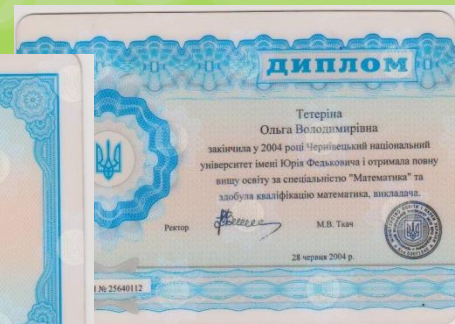 ДИПЛОМ
Тетеріна
Ольга Володимирівна
закінчила у 2004 році Чернівецький національний
університет імені Юрія Федьковича і отримала повну
вищу освіту за спеціальністю "Математика" та
здобула кваліфікацію математика, викладача.
Ректор М.В. Ткач
28 червня 2004 р.
№ 25640112